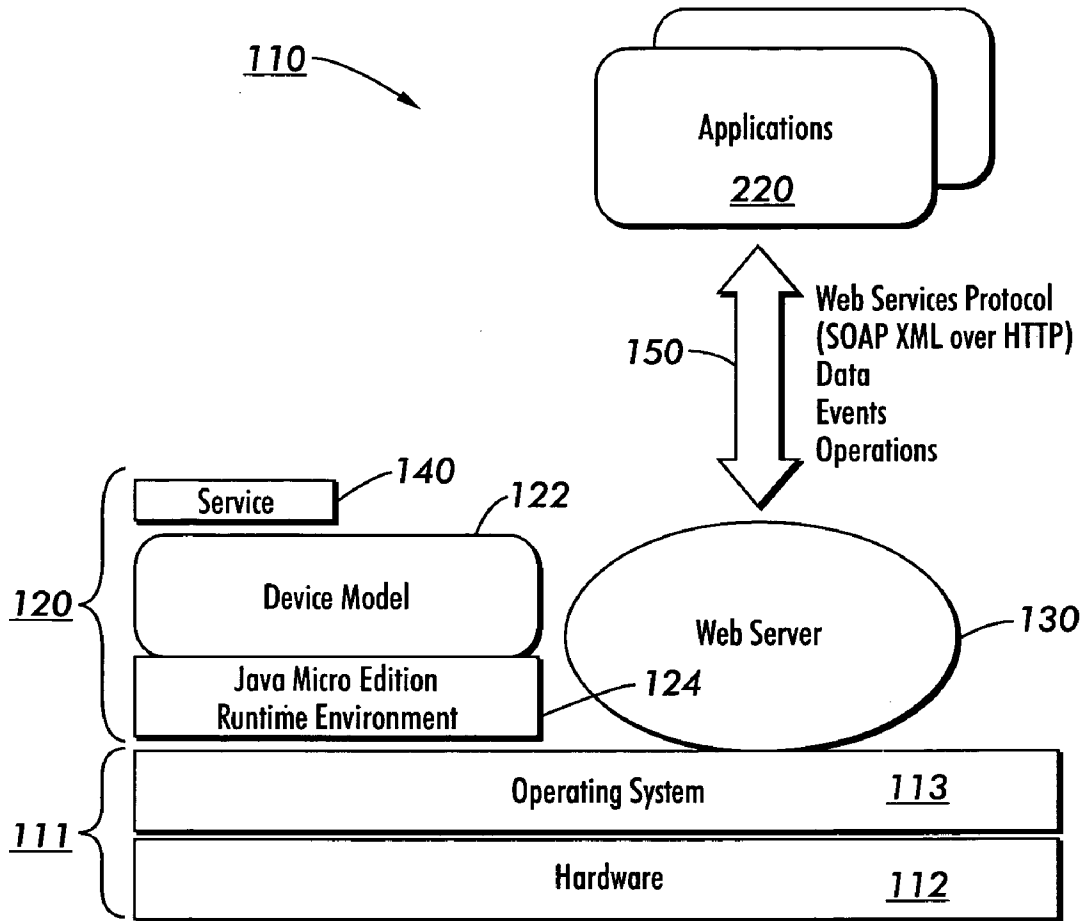 110
Applications
220
150
Web Services Protocol
(SOAP XML over HTTP)
Data
Events
Operations
Service
140
122
120
Device Model
Web Server
130
Java Micro Edition
Runtime Environment
124
111
Operating System
113
Hardware
112